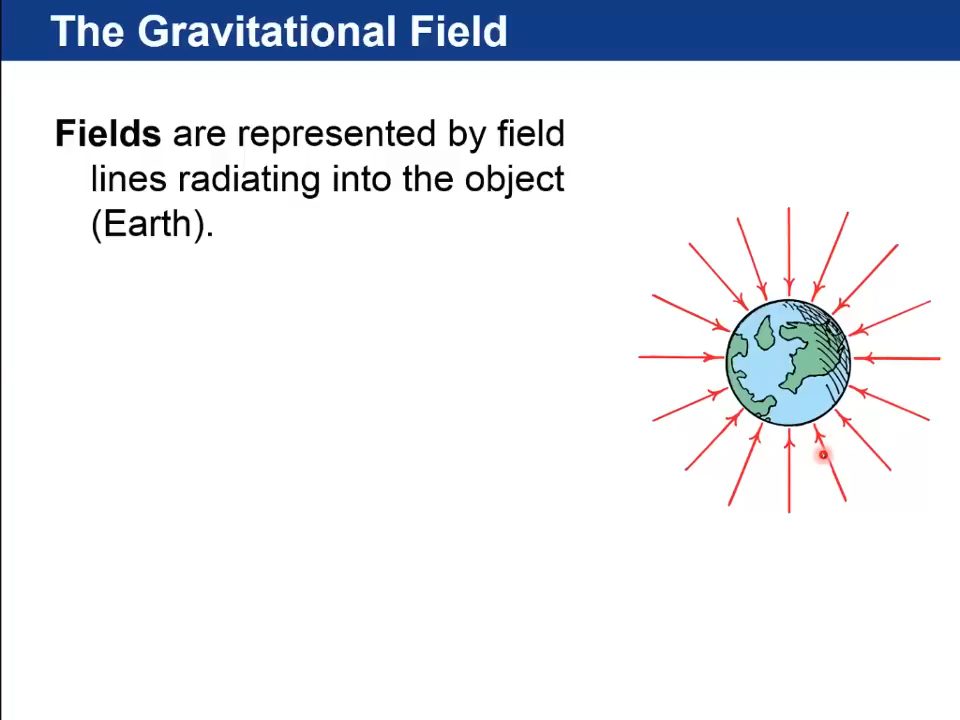 The Gravitational Field
Fields are represented by field
lines radiating into the object
(Earth).